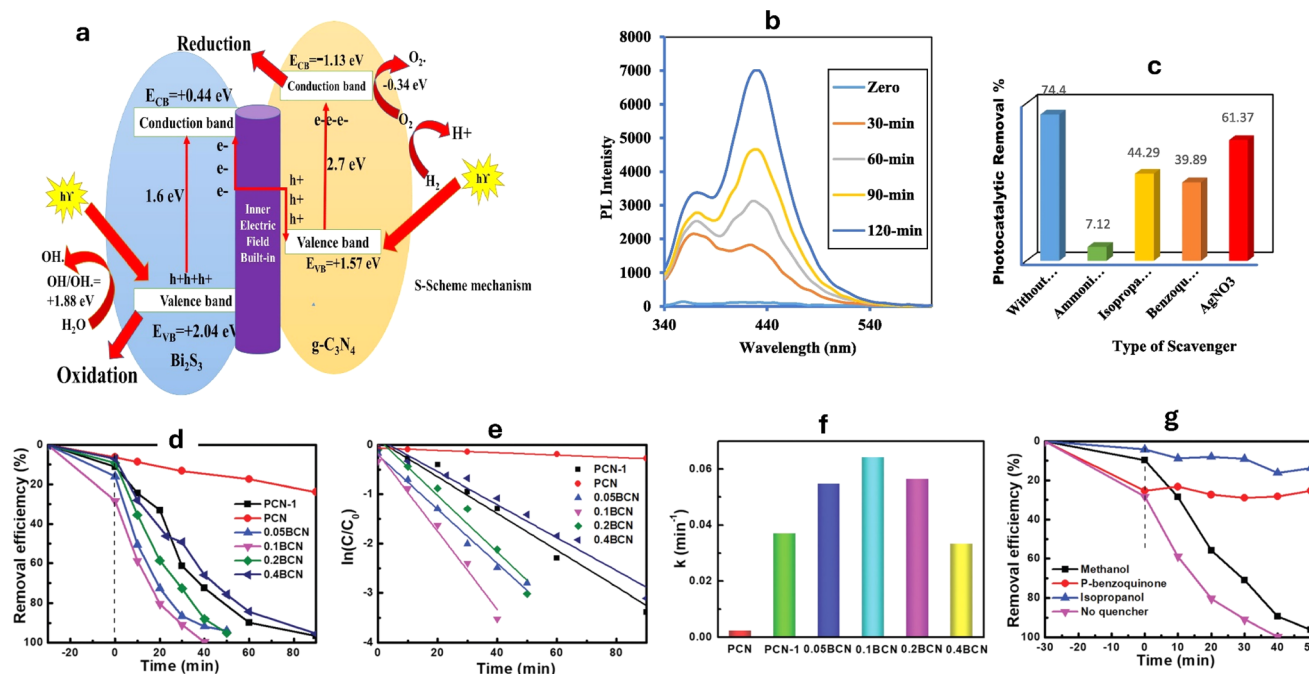 a
Reduction
E_CB=−1.13 eV
Conduction band
O₂.
-0.34 eV
O₂
H+
H₂
E_CB=+0.44 eV
Conduction band
e-
e-
e-
e-e-e-
1.6 eV
2.7 eV
hϒ
hϒ
Inner
Electric
Field
Built-in
h+
h+
h+
Valence band
E_VB=+1.57 eV
OH.
OH/OH.=
+1.88 eV
H₂O
h+h+h+
Valence band
E_VB=+2.04 eV
Bi₂S₃
g-C₃N₄
S-Scheme mechanism
Oxidation
b
PL Intenisty
8000
7000
6000
5000
4000
3000
2000
1000
0
340
440
540
Wavelength (nm)
Zero
30-min
60-min
90-min
120-min
c
Photocatalytic Removal %
74.4
7.12
44.29
39.89
61.37
Without…
Ammoni…
Isopropa…
Benzoqu…
AgNO3
Type of Scavenger
d
Removal efficiency (%)
0
20
40
60
80
100
-20
0
20
40
60
80
Time (min)
PCN-1
PCN
0.05BCN
0.1BCN
0.2BCN
0.4BCN
e
ln(C/C₀)
0
-1
-2
-3
-4
0
20
40
60
80
Time (min)
PCN-1
PCN
0.05BCN
0.1BCN
0.2BCN
0.4BCN
f
k (min⁻¹)
0.06
0.04
0.02
0.00
PCN
PCN-1
0.05BCN
0.1BCN
0.2BCN
0.4BCN
g
Removal efficiency (%)
0
20
40
60
80
100
-30
-20
-10
0
10
20
30
40
Time (min)
Methanol
P-benzoquinone
Isopropanol
No quencher